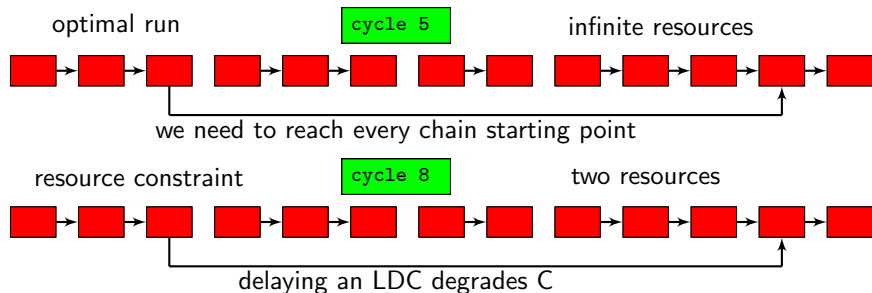 optimal run
cycle 5
infinite resources
we need to reach every chain starting point
resource constraint
cycle 8
two resources
delaying an LDC degrades C